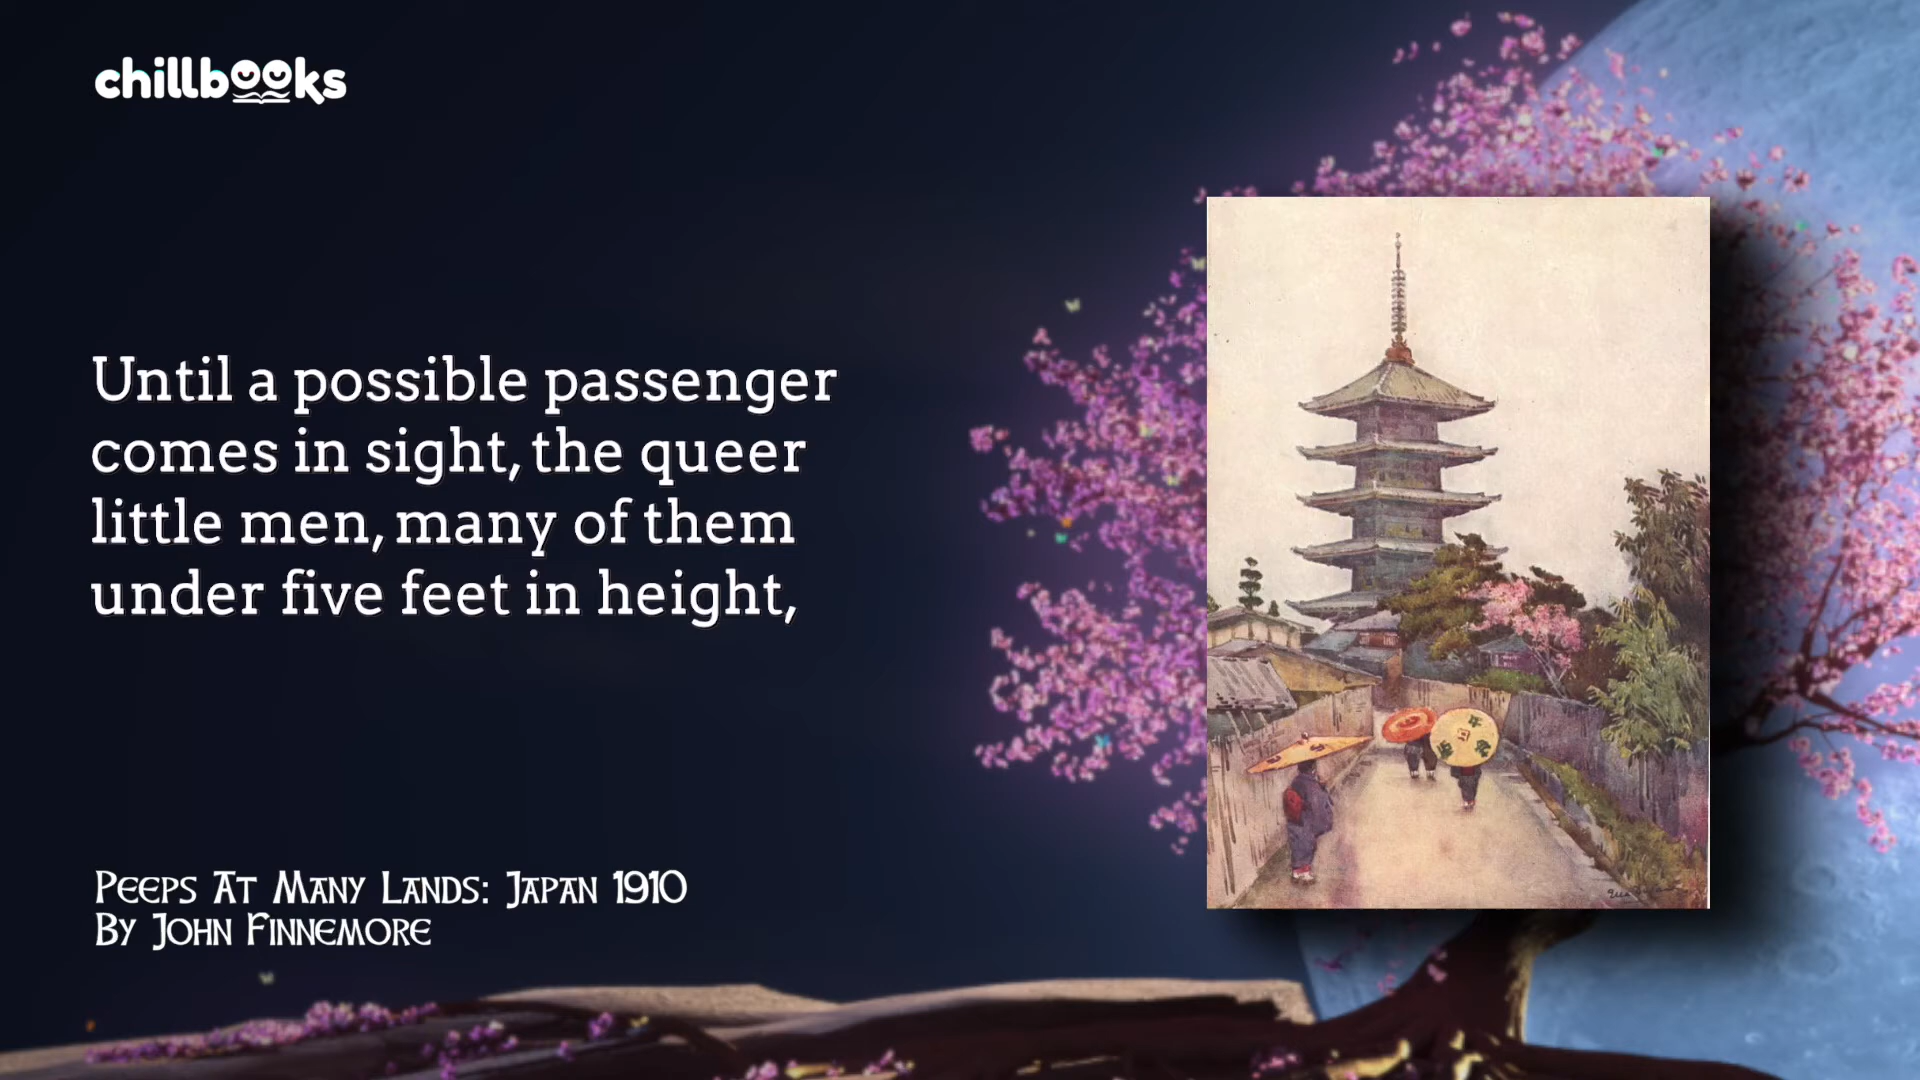 chillbooks
Until a possible passenger
comes in sight, the queer
little men, many of them
under five feet in height,
Peeps At Many Lands: Japan 1910
By John Finnemore